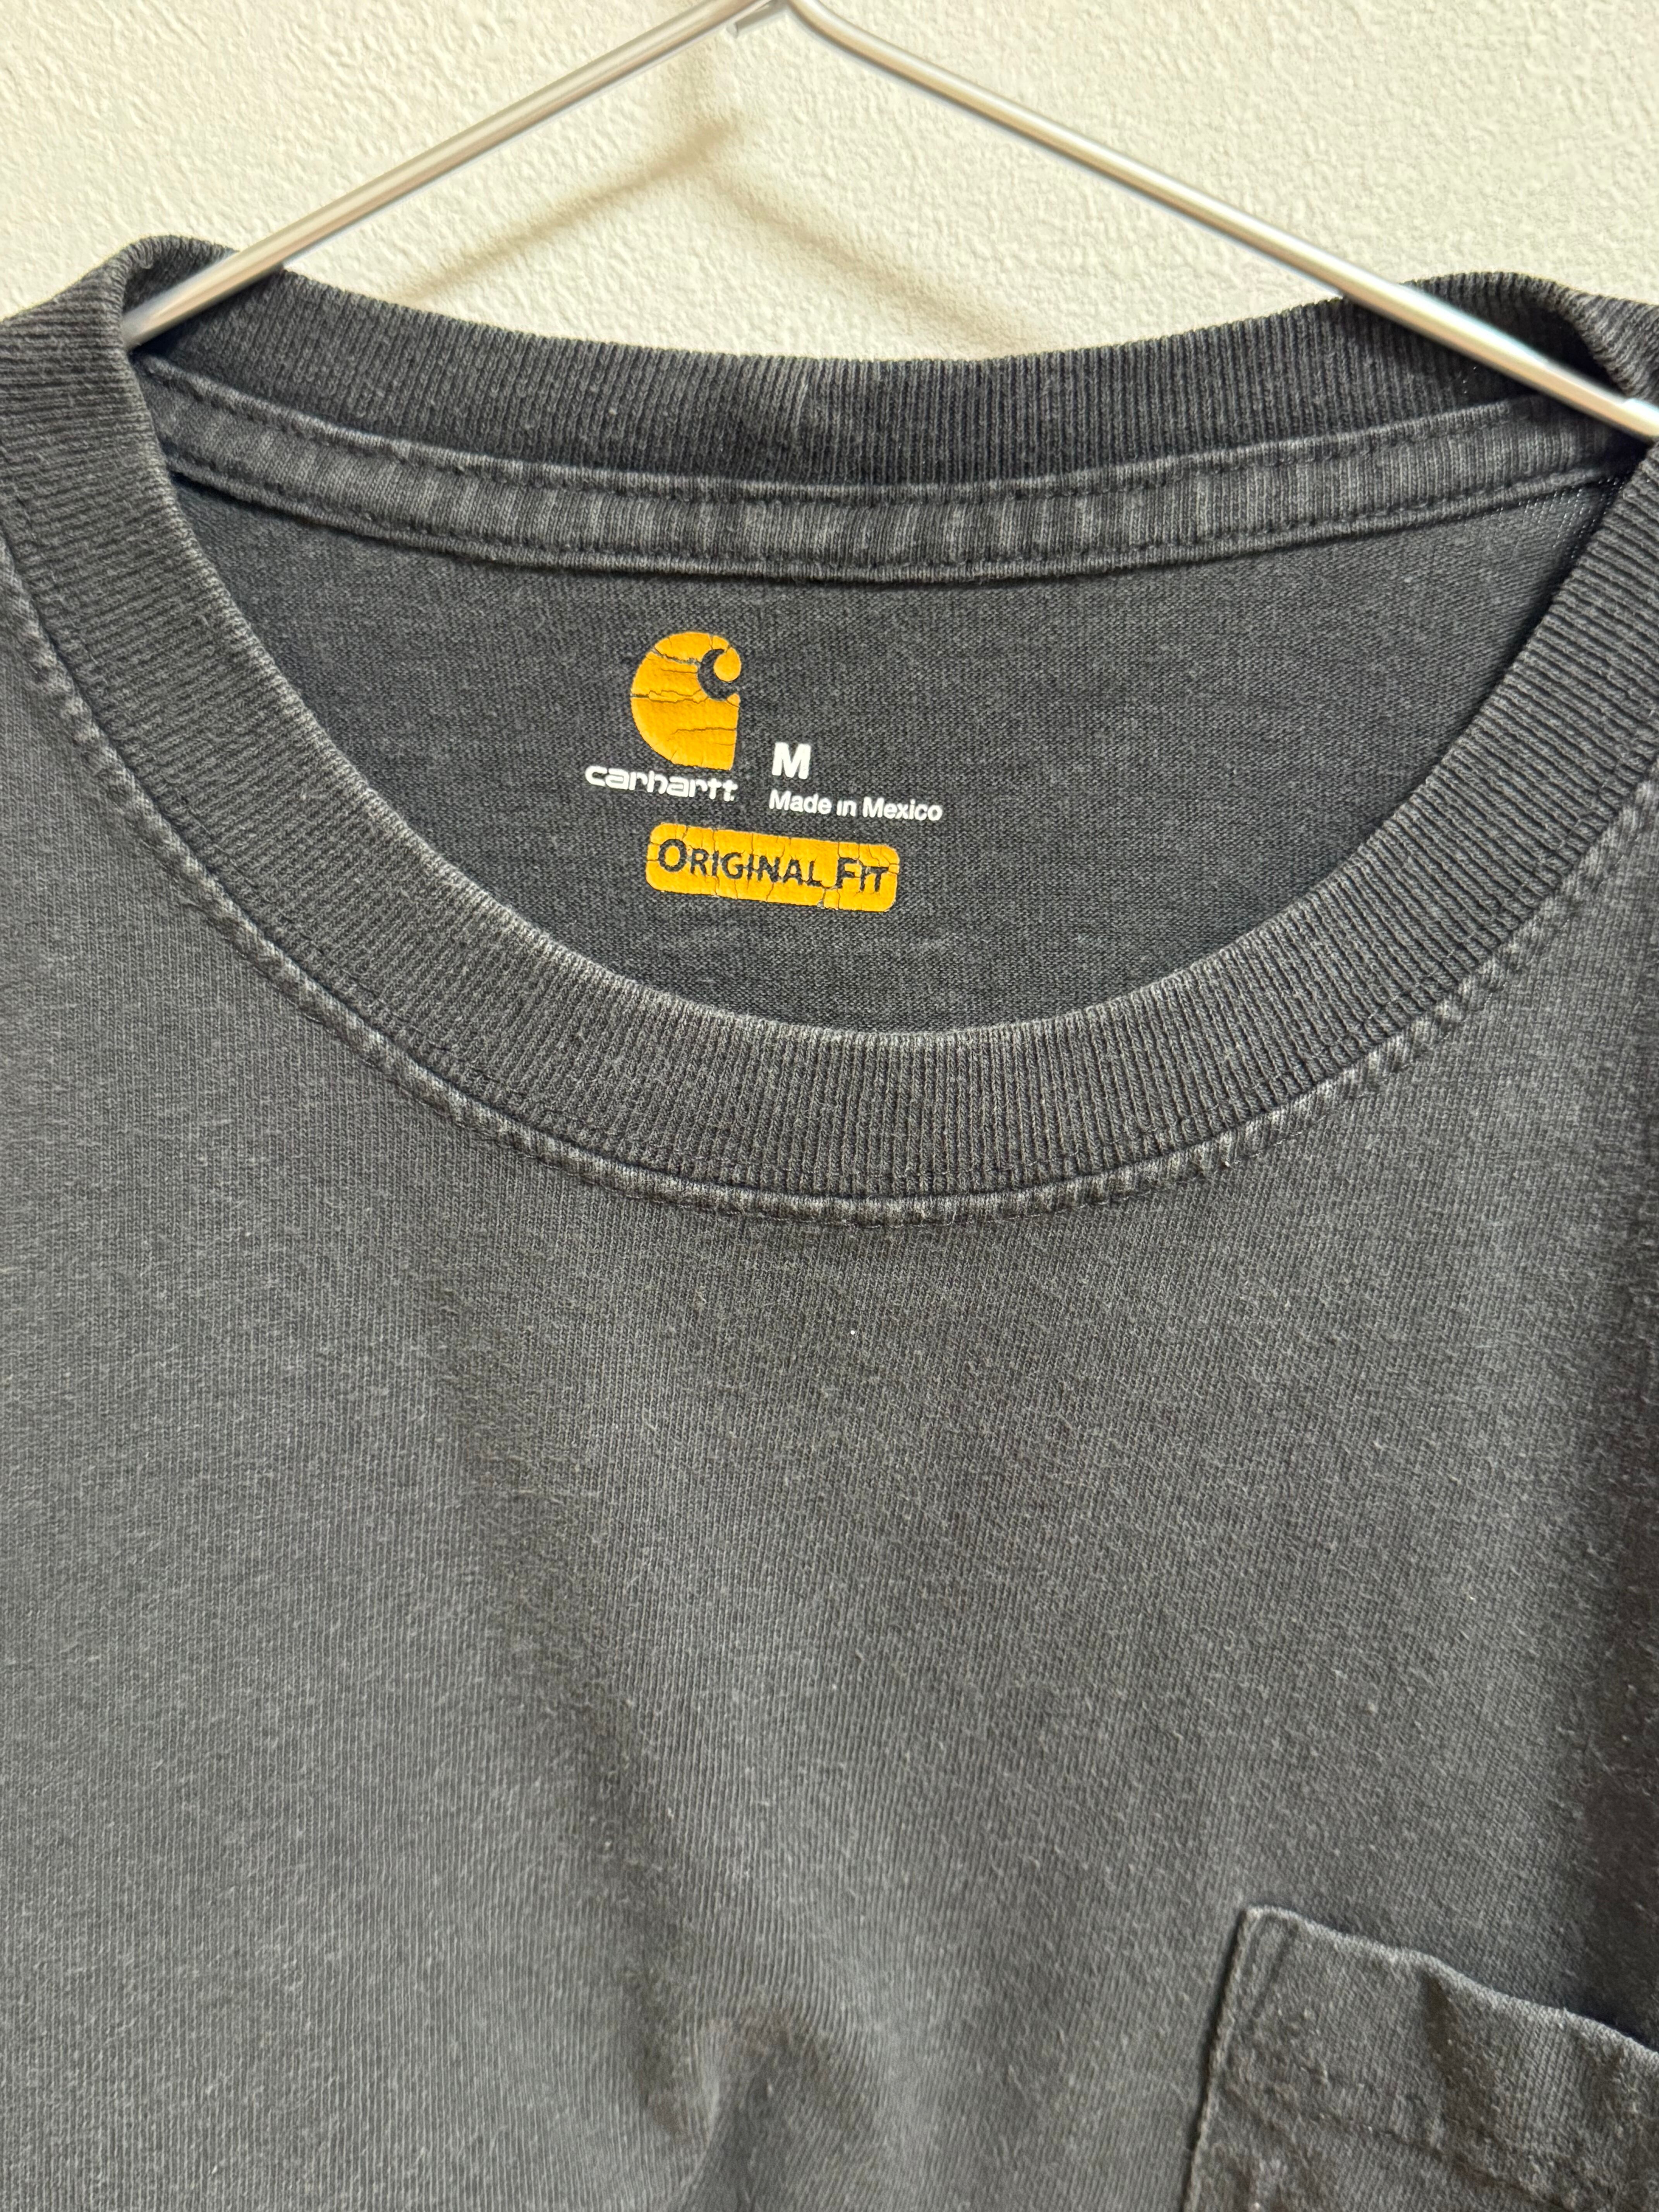 carhartt
M
Made in Mexico
ORIGINAL FIT